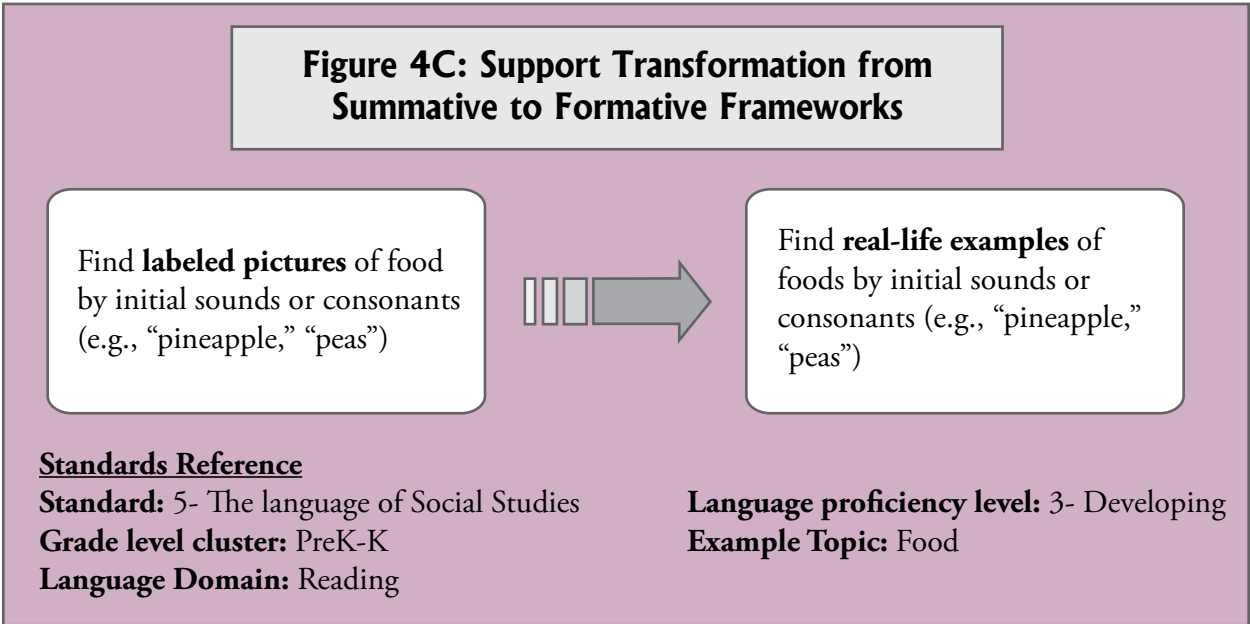 Figure 4C: Support Transformation from
Summative to Formative Frameworks
Find labeled pictures of food
by initial sounds or consonants
(e.g., “pineapple,” “peas”)
Find real-life examples of
foods by initial sounds or
consonants (e.g., “pineapple,”
“peas”)
Standards Reference
Standard: 5- The language of Social Studies
Grade level cluster: PreK-K
Language Domain: Reading
Language proficiency level: 3- Developing
Example Topic: Food